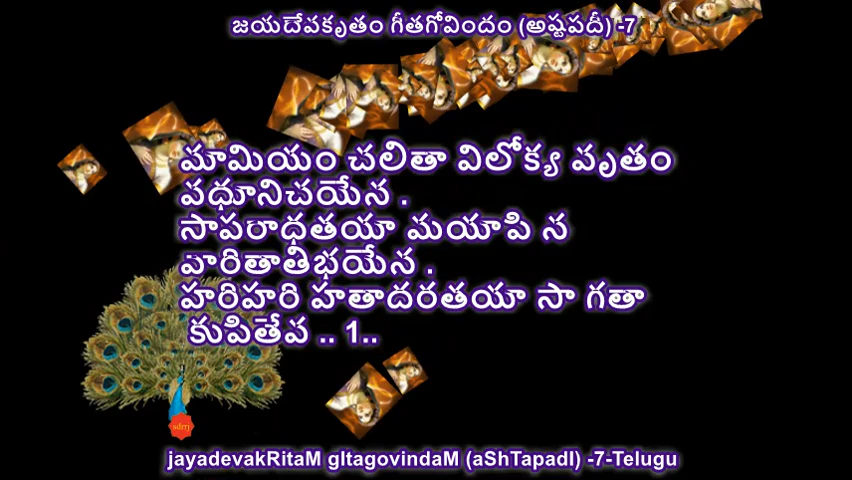 జయదేవకృతం గీతగోవిందం (అష్టపదీ) -7
మామియం చలితా విలోక్య వృతం
వధూనిచయేన .
సాపరాధతయా మయాపి న
వారితాతిభయేన .
హరిహరి హతాదరతయా సా గతా
కుపితేవ .. 1..
sdrrj
jayadevakRitaM gItagovindaM (aShTapadI) -7-Telugu